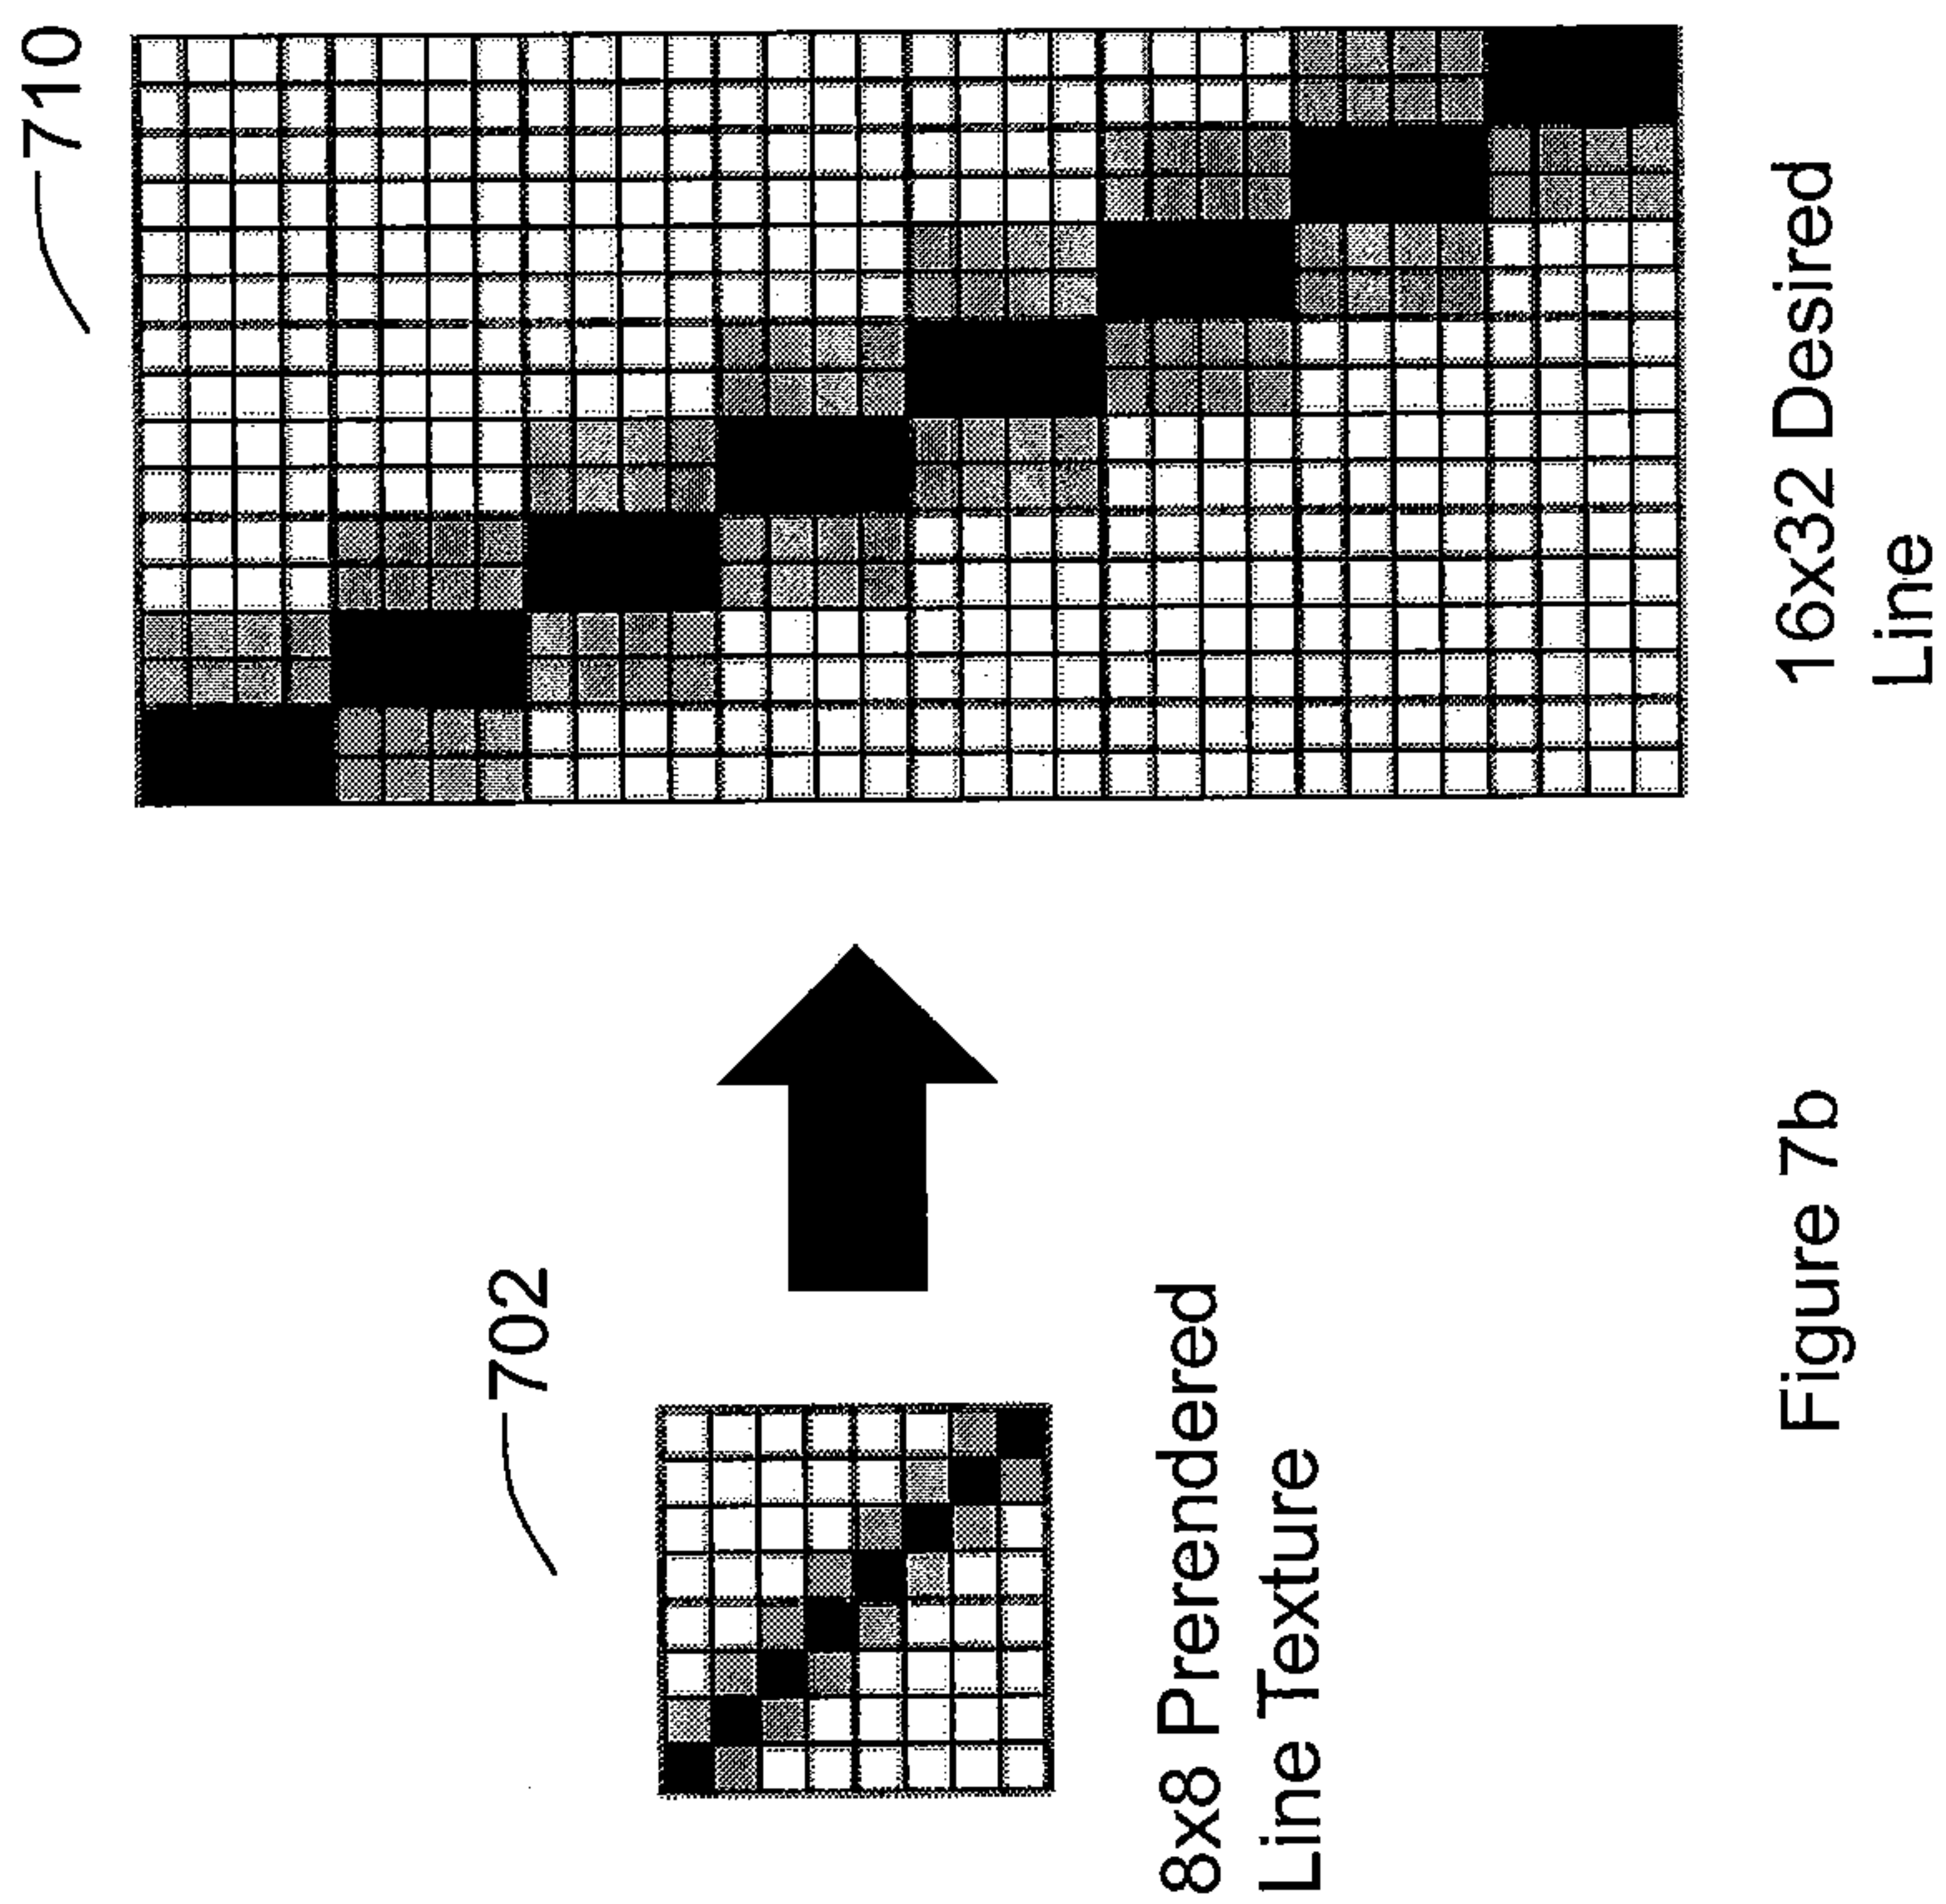 702
710
8x8 Prerendered
Line Texture
16x32 Desired
Line
Figure 7b